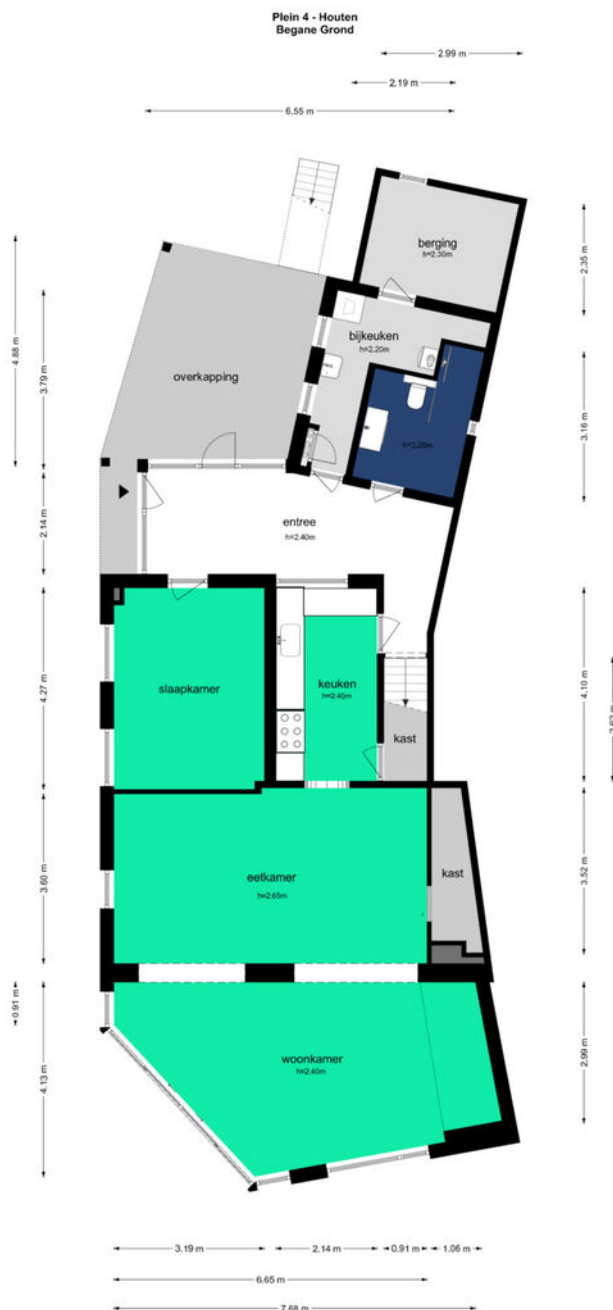 Plein 4 - Houten
Begane Grond
2.99 m
2.19 m
6.55 m
berging
h=2.30m
2.35 m
4.88 m
3.79 m
bijkeuken
h=2.20m
overkapping
3.16 m
h=2.20m
2.14 m
entree
h=2.40m
4.27 m
slaapkamer
keuken
h=2.40m
kast
4.10 m
2.62 m
3.60 m
eetkamer
h=2.65m
kast
3.52 m
0.91 m
4.13 m
woonkamer
h=2.40m
2.99 m
3.19 m
2.14 m
0.91 m
1.06 m
6.65 m
7.68 m